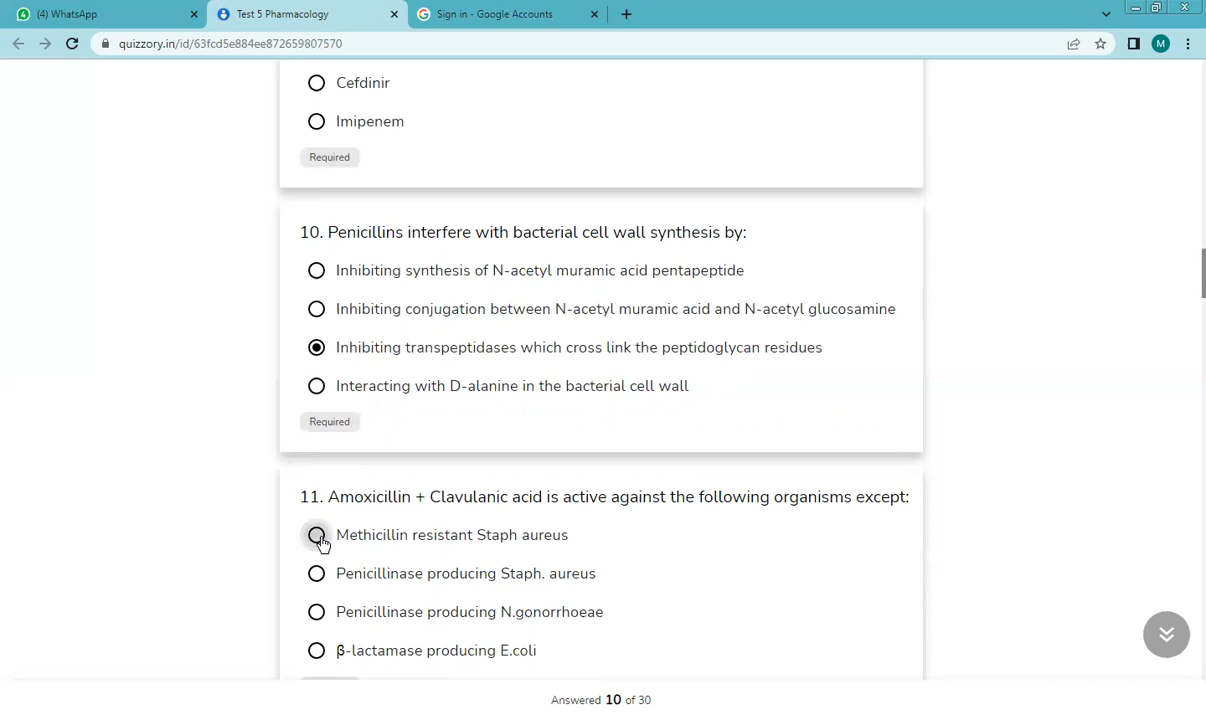 (4) WhatsApp
Test 5 Pharmacology
Sign in - Google Accounts
quizzory.in/id/63fcd5e884ee872659807570
M
Cefdinir
Imipenem
Required
10. Penicillins interfere with bacterial cell wall synthesis by:
Inhibiting synthesis of N-acetyl muramic acid pentapeptide
Inhibiting conjugation between N-acetyl muramic acid and N-acetyl glucosamine
Inhibiting transpeptidases which cross link the peptidoglycan residues
Interacting with D-alanine in the bacterial cell wall
Required
11. Amoxicillin + Clavulanic acid is active against the following organisms except:
Methicillin resistant Staph aureus
Penicillinase producing Staph. aureus
Penicillinase producing N.gonorrhoeae
β-lactamase producing E.coli
Answered 10 of 30